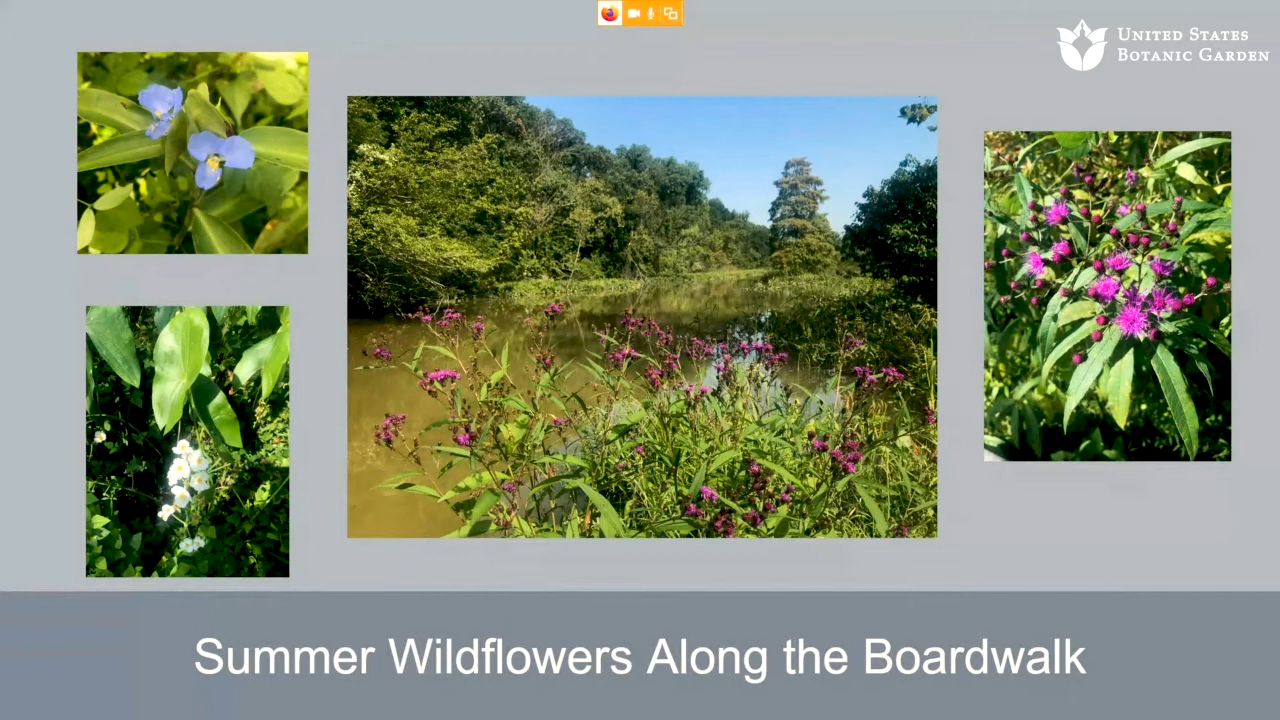 United States
Botanic Garden
Summer Wildflowers Along the Boardwalk